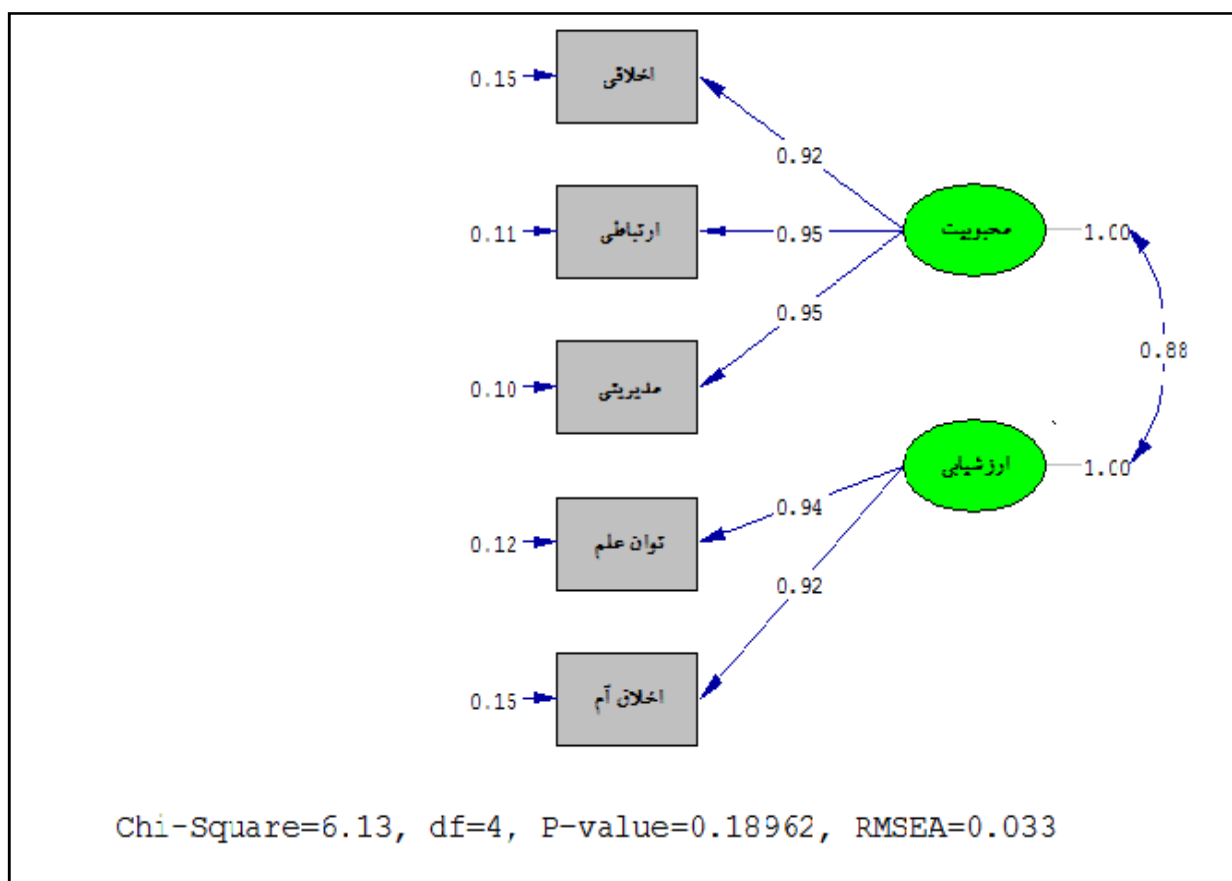 0.15
اخلاقی
0.92
0.11
ارتباطی
0.95
محبوبیت
1.00
0.95
0.88
0.10
مدیریتی
ارزشیابی
1.00
0.94
0.12
توان علم
0.92
0.15
اخلاق آم
Chi-Square=6.13, df=4, P-value=0.18962, RMSEA=0.033